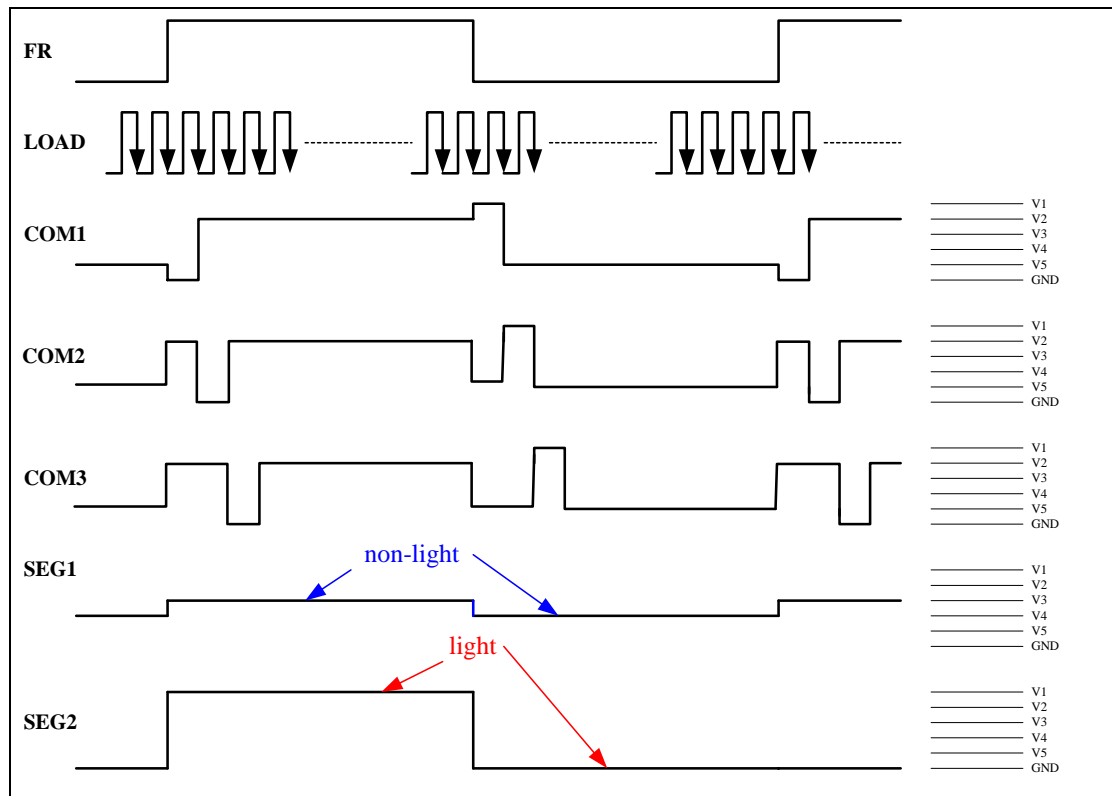 FR
LOAD
COM1
V1
V2
V3
V4
V5
GND
COM2
V1
V2
V3
V4
V5
GND
COM3
V1
V2
V3
V4
V5
GND
SEG1
non-light
V1
V2
V3
V4
V5
GND
light
SEG2
V1
V2
V3
V4
V5
GND